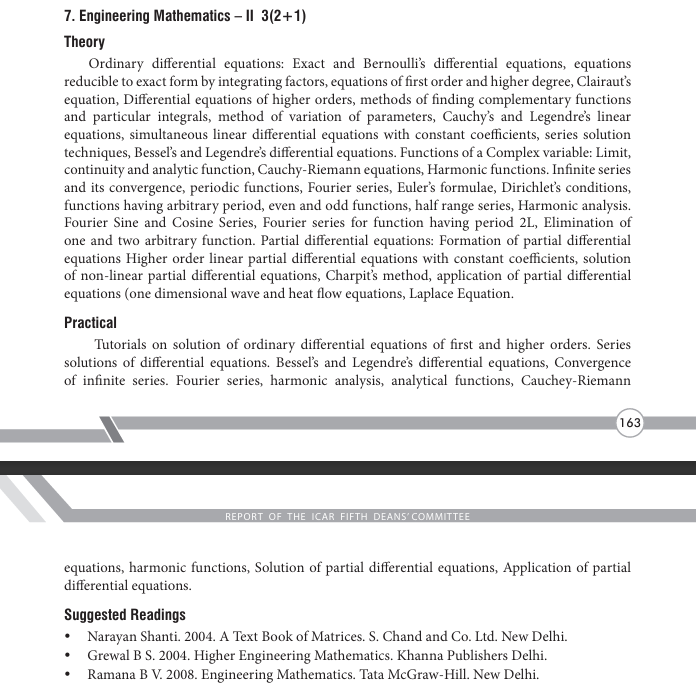 7. Engineering Mathematics – II 3(2+1)
Theory
Ordinary differential equations: Exact and Bernoulli’s differential equations, equations
reducible to exact form by integrating factors, equations of first order and higher degree, Clairaut’s
equation, Differential equations of higher orders, methods of finding complementary functions
and particular integrals, method of variation of parameters, Cauchy’s and Legendre’s linear
equations, simultaneous linear differential equations with constant coefficients, series solution
techniques, Bessel’s and Legendre’s differential equations. Functions of a Complex variable: Limit,
continuity and analytic function, Cauchy-Riemann equations, Harmonic functions. Infinite series
and its convergence, periodic functions, Fourier series, Euler’s formulae, Dirichlet’s conditions,
functions having arbitrary period, even and odd functions, half range series, Harmonic analysis.
Fourier Sine and Cosine Series, Fourier series for function having period 2L, Elimination of
one and two arbitrary function. Partial differential equations: Formation of partial differential
equations Higher order linear partial differential equations with constant coefficients, solution
of non-linear partial differential equations, Charpit’s method, application of partial differential
equations (one dimensional wave and heat flow equations, Laplace Equation.
Practical
Tutorials on solution of ordinary differential equations of first and higher orders. Series
solutions of differential equations. Bessel’s and Legendre’s differential equations, Convergence
of infinite series. Fourier series, harmonic analysis, analytical functions, Cauchey-Riemann
163
REPORT OF THE ICAR FIFTH DEANS’ COMMITTEE
equations, harmonic functions, Solution of partial differential equations, Application of partial
differential equations.
Suggested Readings
• Narayan Shanti. 2004. A Text Book of Matrices. S. Chand and Co. Ltd. New Delhi.
• Grewal B S. 2004. Higher Engineering Mathematics. Khanna Publishers Delhi.
• Ramana B V. 2008. Engineering Mathematics. Tata McGraw-Hill. New Delhi.